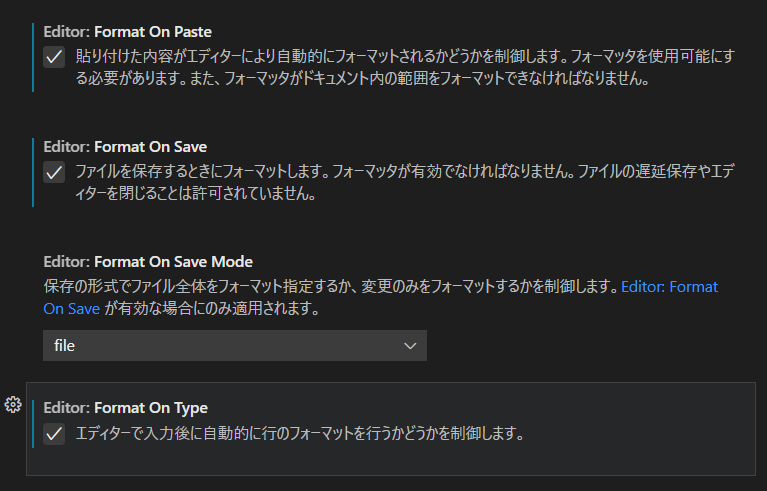 Editor: Format On Paste
貼り付けた内容がエディターにより自動的にフォーマットされるかどうかを制御します。フォーマッタを使用可能にす
る必要があります。また、フォーマッタがドキュメント内の範囲をフォーマットできなければなりません。
Editor: Format On Save
ファイルを保存するときにフォーマットします。フォーマッタが有効でなければなりません。ファイルの遅延保存やエデ
ィターを閉じることは許可されていません。
Editor: Format On Save Mode
保存の形式でファイル全体をフォーマット指定するか、変更のみをフォーマットするかを制御します。Editor: Format
On Save が有効な場合にのみ適用されます。
file
Editor: Format On Type
エディターで入力後に自動的に行のフォーマットを行うかどうかを制御します。